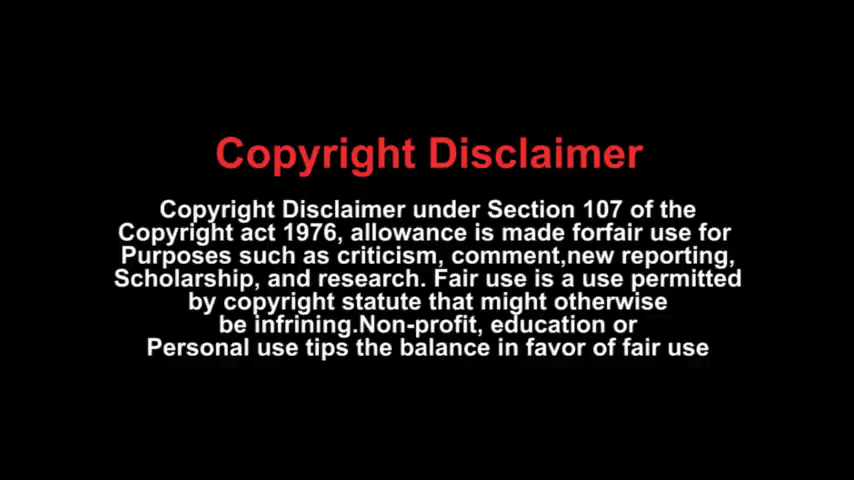 Copyright Disclaimer
Copyright Disclaimer under Section 107 of the
Copyright act 1976, allowance is made forfair use for
Purposes such as criticism, comment,new reporting,
Scholarship, and research. Fair use is a use permitted
by copyright statute that might otherwise
be infrining.Non-profit, education or
Personal use tips the balance in favor of fair use